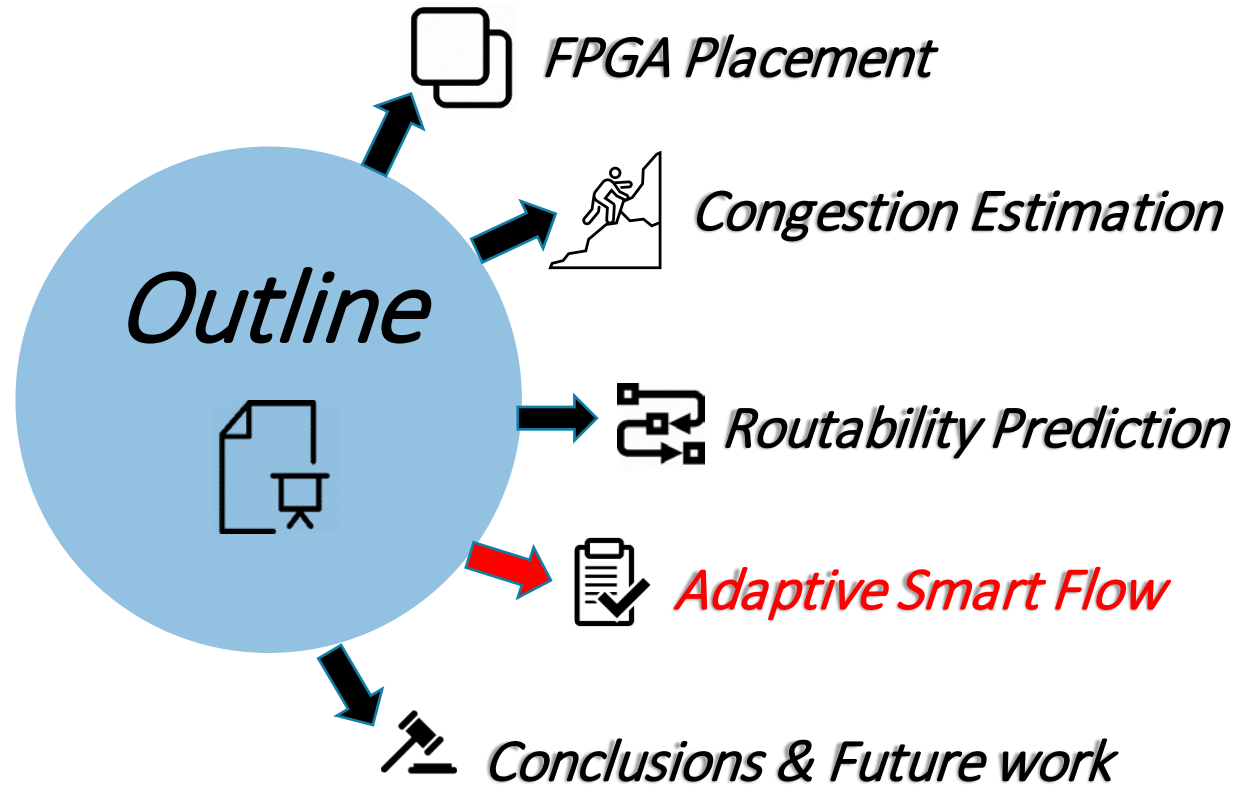 FPGA Placement
Congestion Estimation
Outline
Routability Prediction
Adaptive Smart Flow
Conclusions & Future work